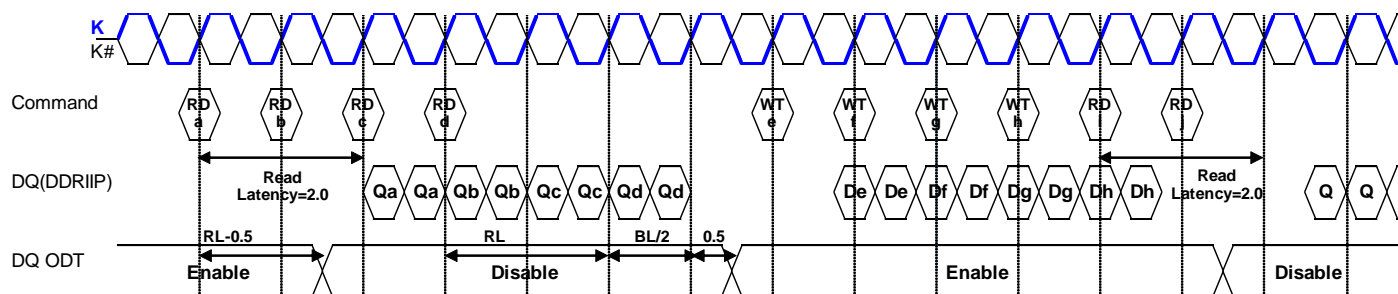 K
K#
Command
RD a
RD b
RD c
RD d
WT e
WT f
WT g
WT h
RD i
RD j
Read
Latency=2.0
Read
Latency=2.0
DQ(DDRIIP)
Qa Qa Qb Qb Qc Qc Qd Qd De De Df Df Dg Dg Dh Dh Q Q
DQ ODT
RL-0.5 RL BL/2 0.5
Enable Disable Enable Disable